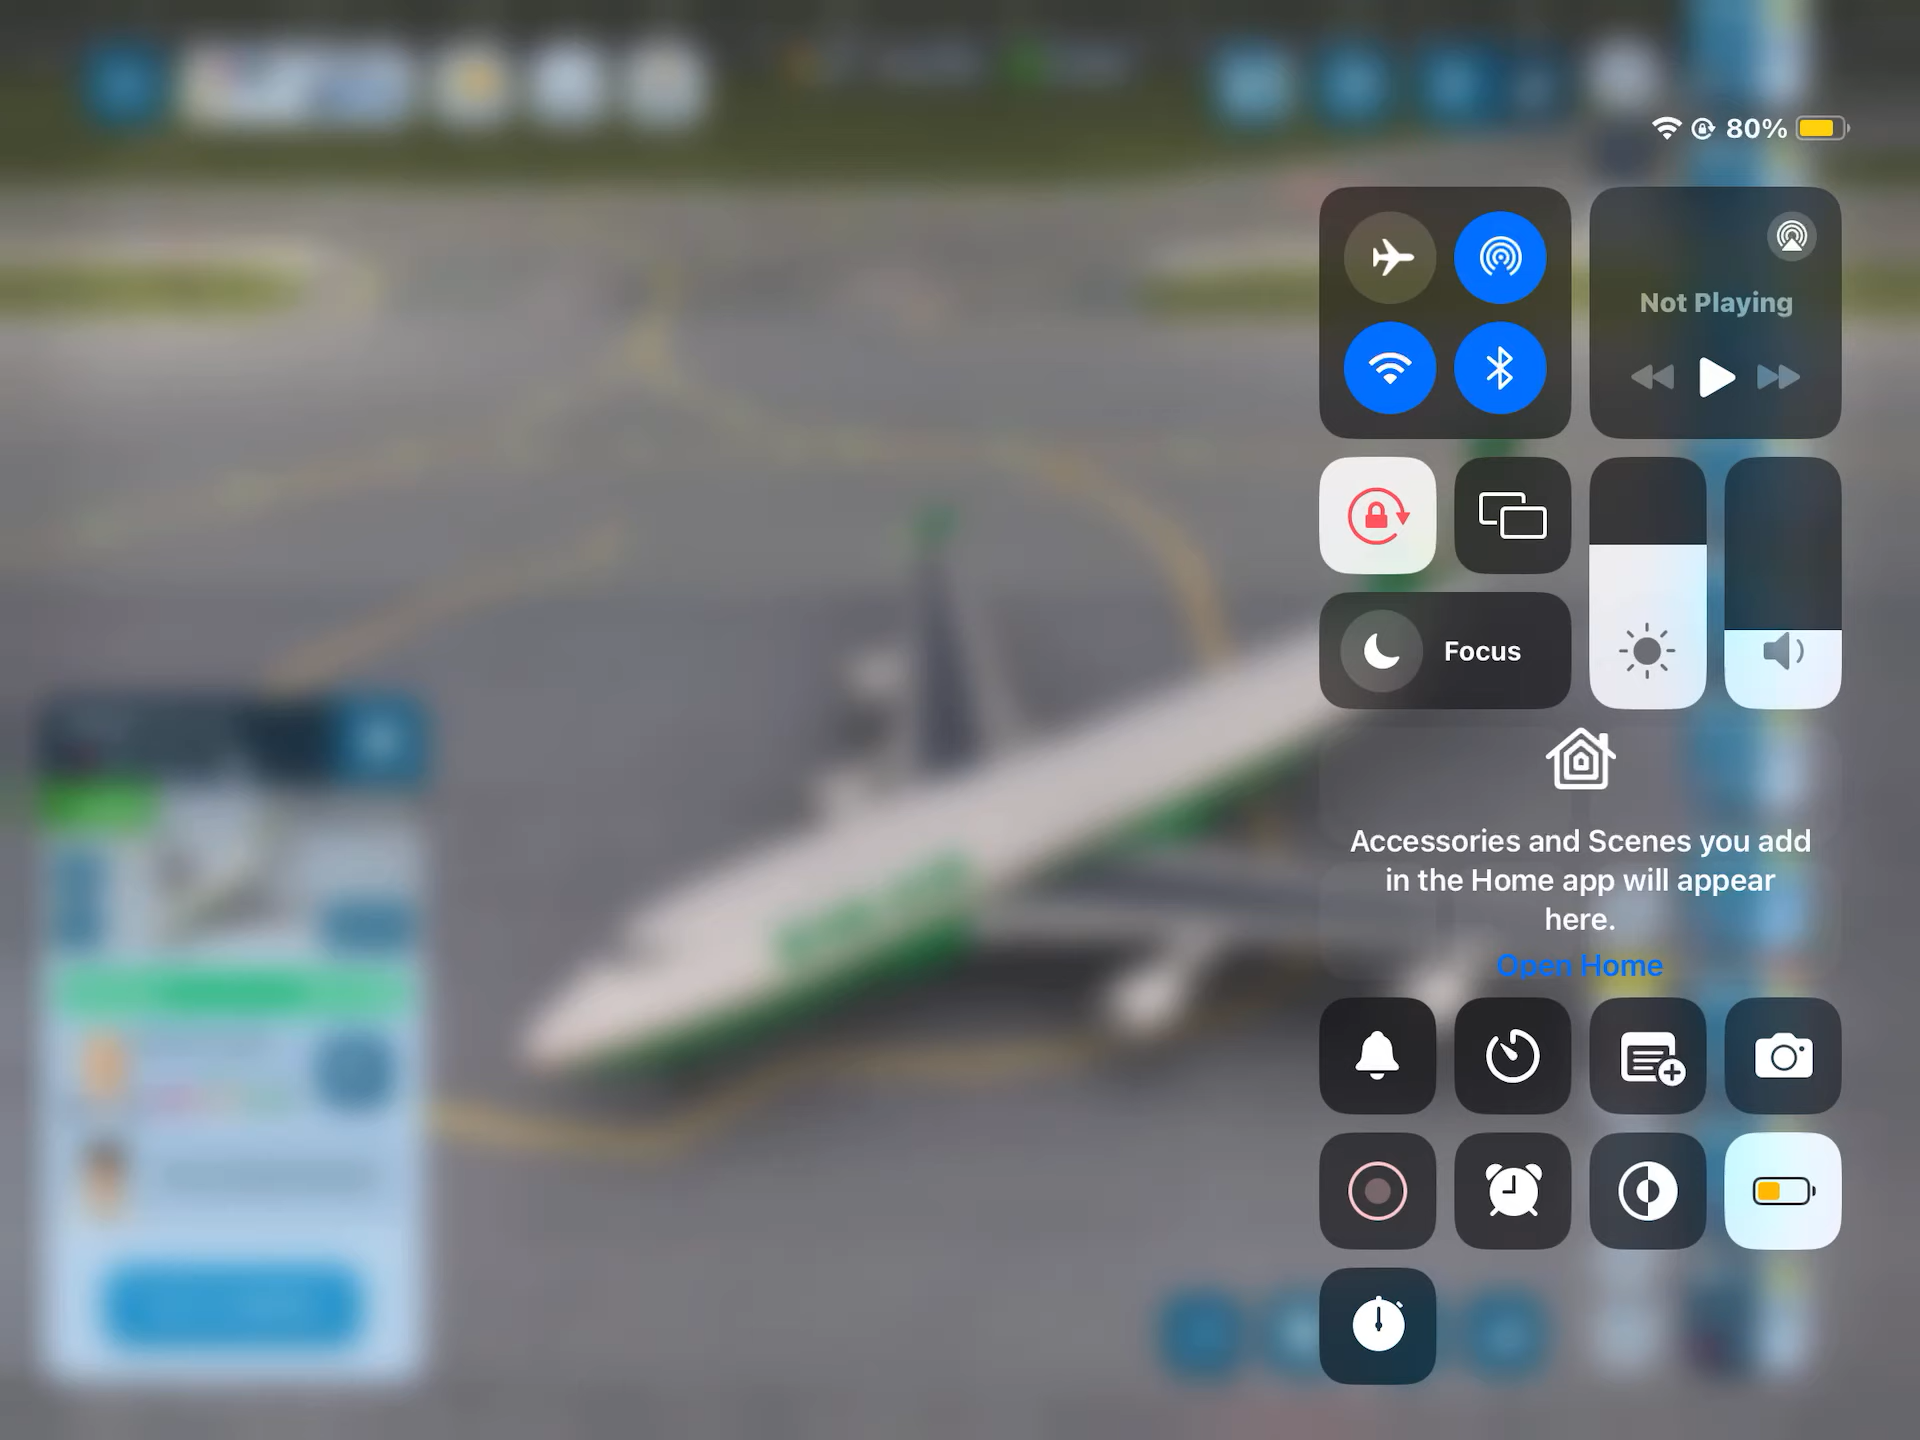 80%
Not Playing
Focus
Accessories and Scenes you add
in the Home app will appear
here.
Open Home